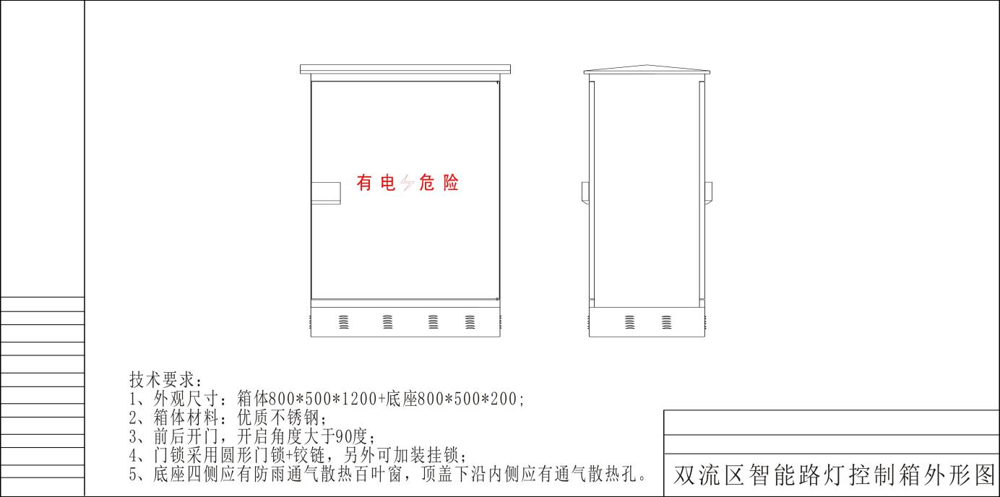 有电危险
技术要求:
1、外观尺寸: 箱体800*500*1200+底座800*500*200;
2、箱体材料: 优质不锈钢;
3、前后开门, 开启角度大于90度;
4、门锁采用圆形门锁+铰链, 另外可加装挂锁;
5、底座四侧应有防雨通气散热百叶窗, 顶盖下沿内侧应有通气散热孔。
双流区智能路灯控制箱外形图